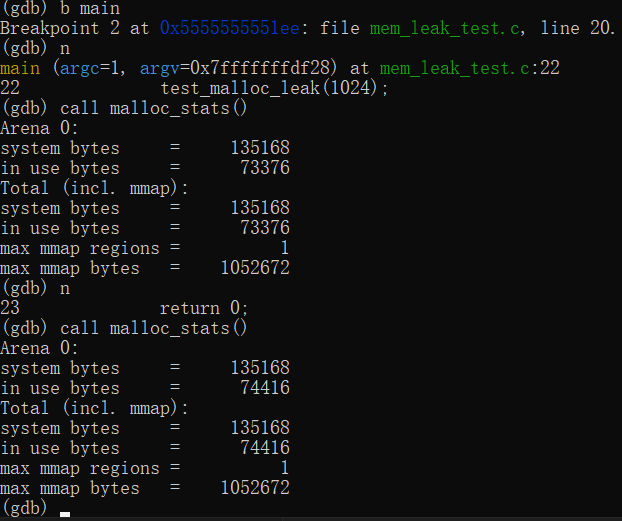 (gdb) b main
Breakpoint 2 at 0x5555555551ee: file mem_leak_test.c, line 20.
(gdb) n
main (argc=1, argv=0x7fffffffdf28) at mem_leak_test.c:22
22              test_malloc_leak(1024);
(gdb) call malloc_stats()
Arena 0:
system bytes     =     135168
in use bytes     =      73376
Total (incl. mmap):
system bytes     =     135168
in use bytes     =      73376
max mmap regions =          1
max mmap bytes   =    1052672
(gdb) n
23              return 0;
(gdb) call malloc_stats()
Arena 0:
system bytes     =     135168
in use bytes     =      74416
Total (incl. mmap):
system bytes     =     135168
in use bytes     =      74416
max mmap regions =          1
max mmap bytes   =    1052672
(gdb)